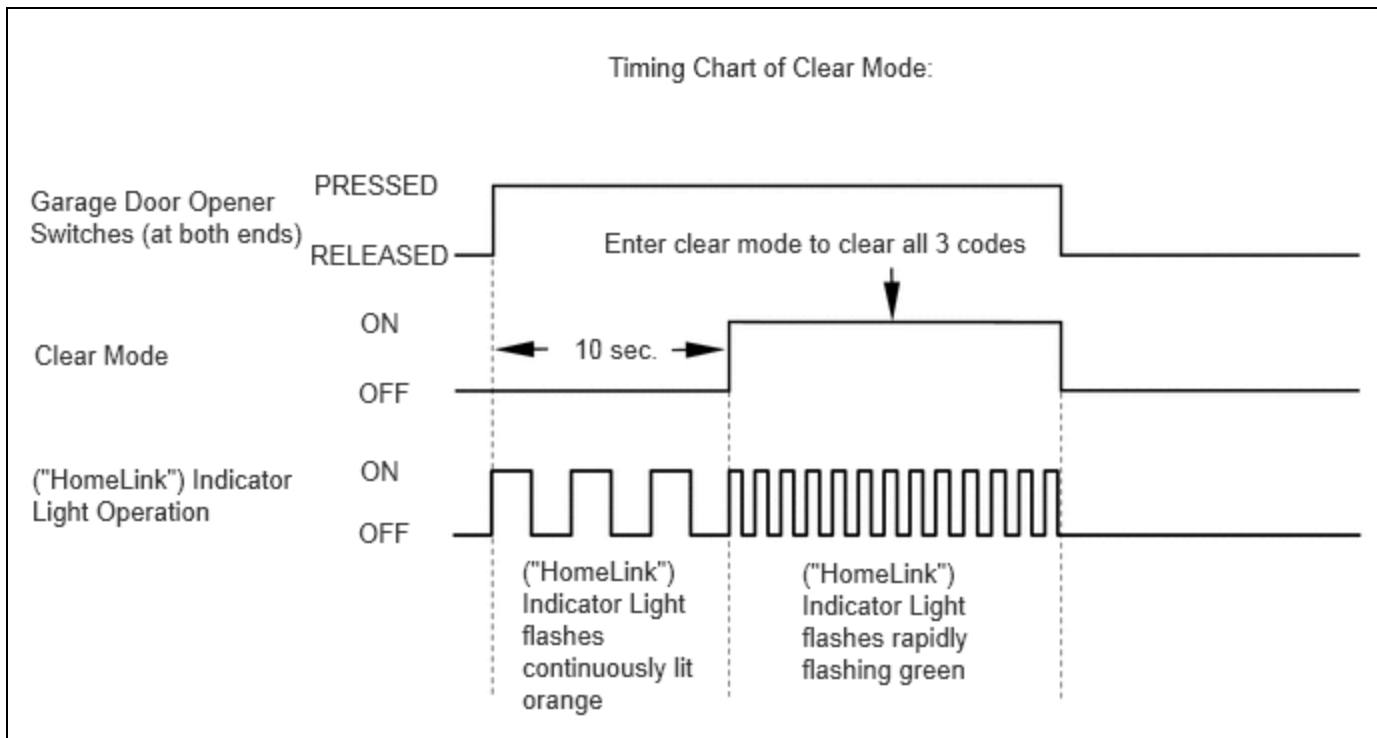 Timing Chart of Clear Mode:
Garage Door Opener
Switches (at both ends)
PRESSED
RELEASED
Enter clear mode to clear all 3 codes
Clear Mode
ON
OFF
10 sec.
("HomeLink") Indicator
Light Operation
ON
OFF
("HomeLink")
Indicator Light
flashes
continuously lit
orange
("HomeLink")
Indicator Light
flashes rapidly
flashing green